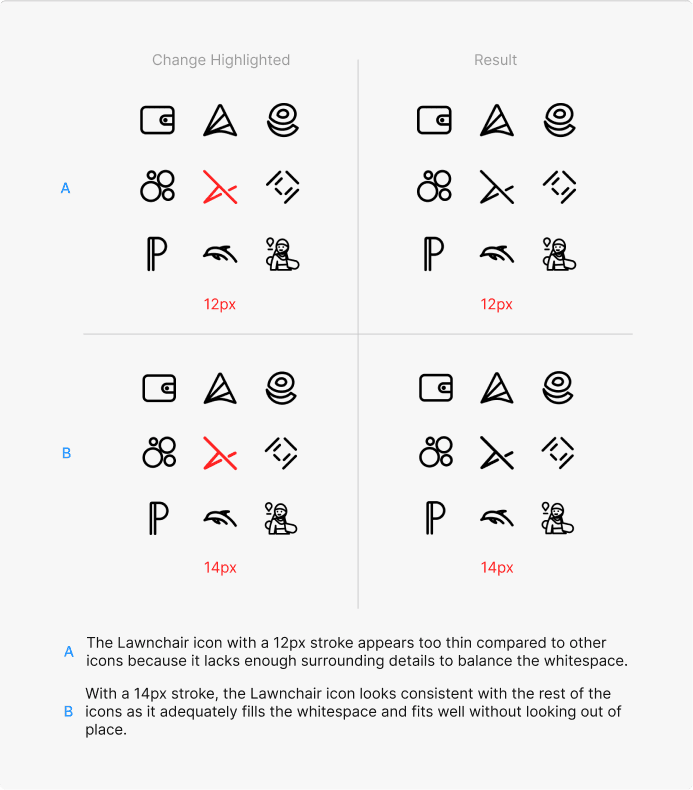 Change Highlighted
Result
A
12px
12px
B
14px
14px
A
The Lawnchair icon with a 12px stroke appears too thin compared to other
icons because it lacks enough surrounding details to balance the whitespace.
B
With a 14px stroke, the Lawnchair icon looks consistent with the rest of the
icons as it adequately fills the whitespace and fits well without looking out of
place.